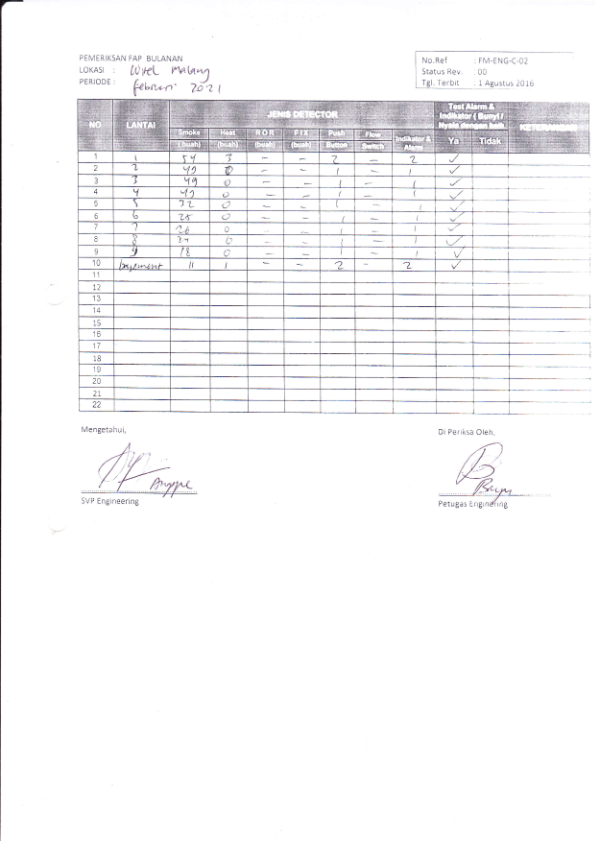 PEMERIKSAN FAP BULANAN
LOKASI : Witel Malang
PERIODE : februari 2021
No.Ref : FM-ENG-C-02
Status Rev : 00
Tgl. Terbit : 1 Agustus 2016
NO LANTAI JENIS DETECTOR Test Alarm & Indikator ( Bunyi / Nyala dengan baik KETERANGAN
Smoke Heat R O R F I X Push Flow Indikator & Ya Tidak
( buah) (buah) (buah) (buah) Button Switch Alarm
1 1 54 3 - - 2 - 2 ✓
2 2 42 0 - - 1 - 1 ✓
3 3 49 0 - - 1 - 1 ✓
4 4 42 0 - - 1 - 1 ✓
5 5 32 0 - - 1 - 1 ✓
6 6 25 0 - - 1 - 1 ✓
7 7 26 0 - - 1 - 1 ✓
8 8 0 - - 1 - 1 ✓
9 9 18 0 - - 1 - 1 ✓
10 basement 11 1 - - 2 - 2 ✓
11
12
13
14
15
16
17
18
19
20
21
22
Mengetahui,
Di Periksa Oleh,
Anggre
Bayu
SVP Engineering
Petugas Enginering